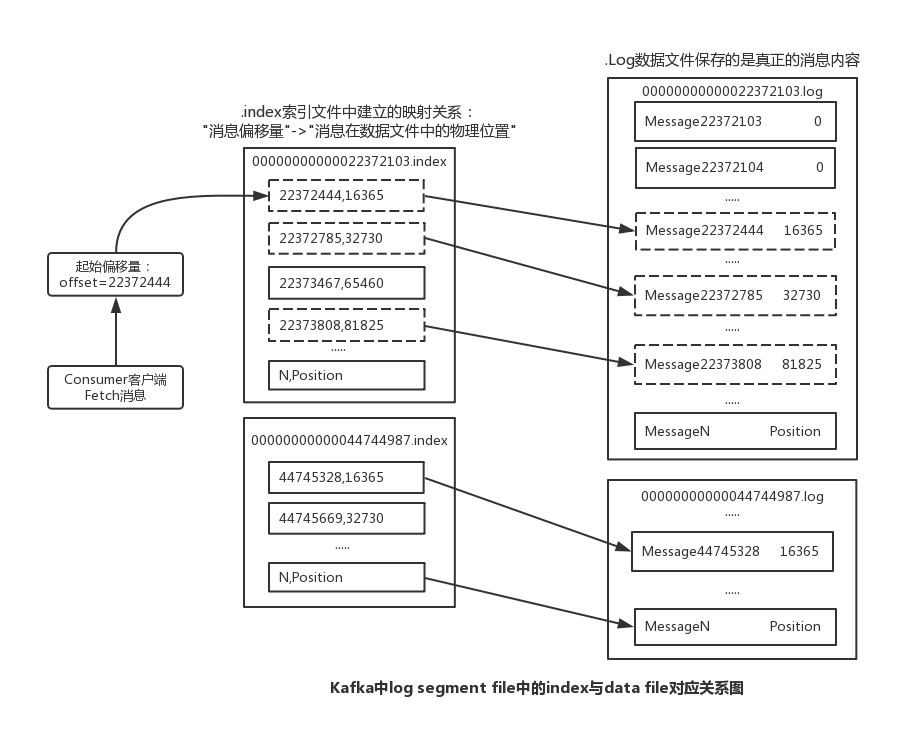 .Log数据文件保存的是真正的消息内容
00000000000022372103.log
Message22372103 0
Message22372104 0
.....
Message22372444 16365
.....
Message22372785 32730
.....
Message22373808 81825
.....
MessageN Position
.index索引文件中建立的映射关系：
"消息偏移量"->"消息在数据文件中的物理位置"
00000000000022372103.index
22372444,16365
22372785,32730
22373467,65460
22373808,81825
.....
N,Position
起始偏移量：
offset=22372444
Consumer客户端
Fetch消息
00000000000044744987.index
44745328,16365
44745669,32730
.....
N,Position
00000000000044744987.log
.....
Message44745328 16365
.....
MessageN Position
Kafka中log segment file中的index与data file对应关系图